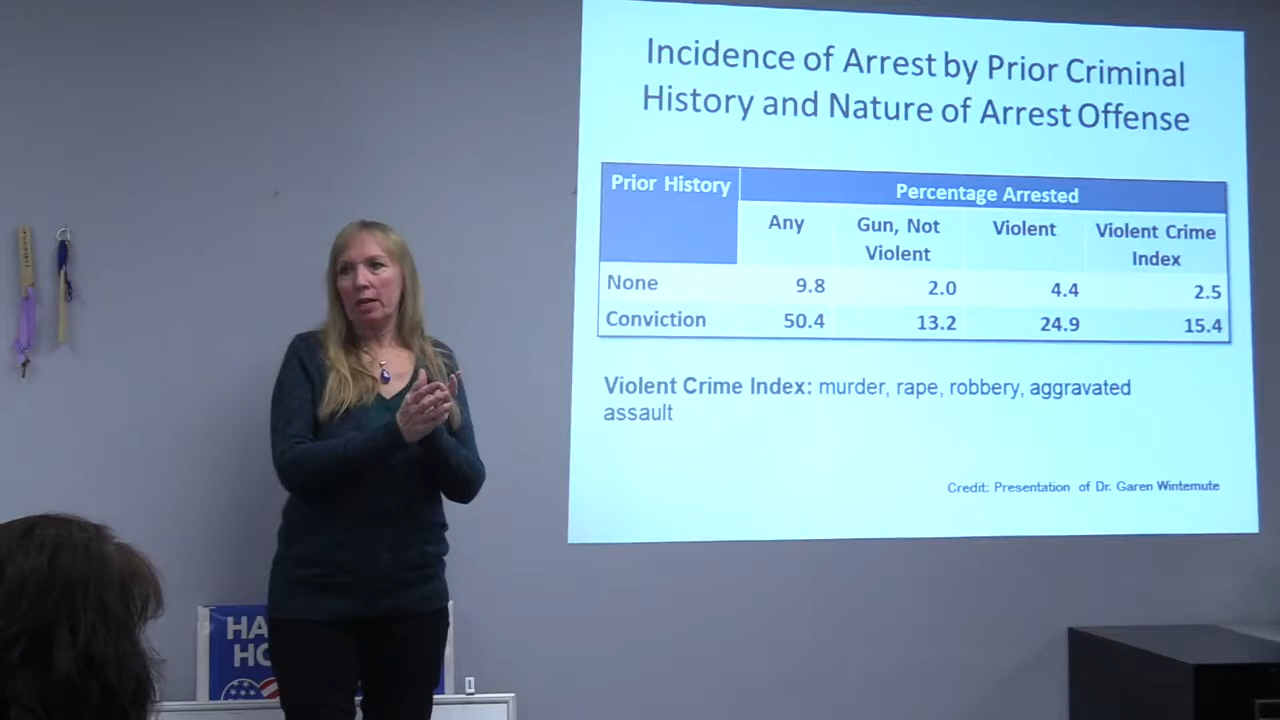 Incidence of Arrest by Prior Criminal
History and Nature of Arrest Offense
Prior History
Percentage Arrested
Any
Gun, Not
Violent
Violent
Violent Crime
Index
None 9.8 2.0 4.4 2.5
Conviction 50.4 13.2 24.9 15.4
Violent Crime Index: murder, rape, robbery, aggravated
assault
Credit: Presentation of Dr. Garen Wintemute
HA
HO